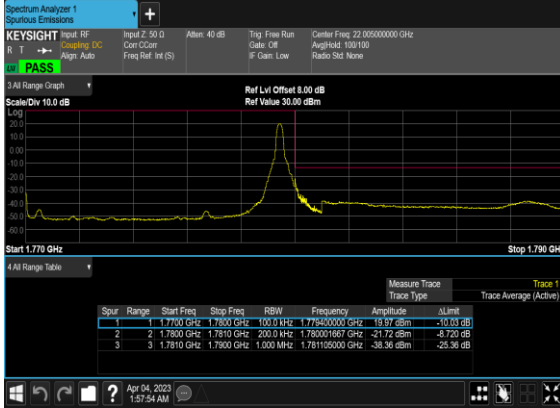 Spectrum Analyzer 1
Spurious Emissions
+
KEYSIGHT Input: RF Input Z: 50 Ω Atten: 40 dB Trig: Free Run Center Freq: 22.005000000 GHz
R T Coupling: DC Corr CCorr Gate: Off Avg|Hold: 100/100
Align: Auto Freq Ref: Int (S) IF Gain: Low Radio Std: None
LXI PASS
3 All Range Graph
Ref Lvl Offset 8.00 dB
Scale/Div 10.0 dB Ref Value 30.00 dBm
Log
20.0
10.0
0.00
-10.0
-20.0
-30.0
-40.0
-50.0
-60.0
Start 1.770 GHz Stop 1.790 GH
4 All Range Table
Measure Trace Trace 1
Trace Type Trace Average (Active)
Spur Range Start Freq Stop Freq RBW Frequency Amplitude ΔLimit
1 1 1.7700 GHz 1.7800 GHz 100.0 kHz 1.779400000 GHz 19.97 dBm -10.03 dB
2 2 1.7800 GHz 1.7810 GHz 200.0 kHz 1.780001667 GHz -21.72 dBm -8.720 dB
3 3 1.7810 GHz 1.7900 GHz 1.000 MHz 1.781105000 GHz -38.36 dBm -25.36 dB
? Apr 04, 2023
1:57:54 AM